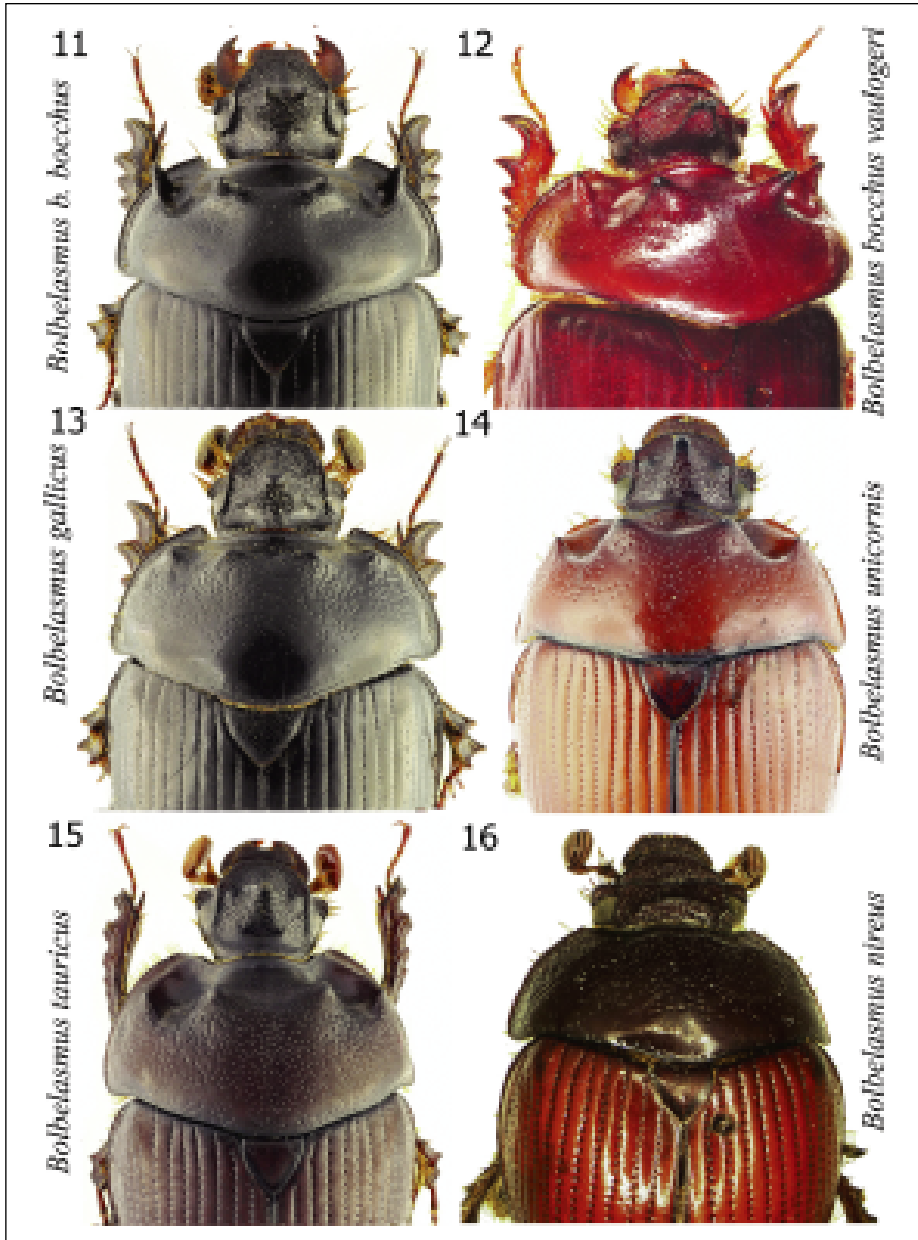 11
Bolbelasmus b. bocchus
12
Bolbelasmus bocchus vaulogeri
13
Bolbelasmus gallicus
14
Bolbelasmus unicornis
15
Bolbelasmus tauricus
16
Bolbelasmus nireus